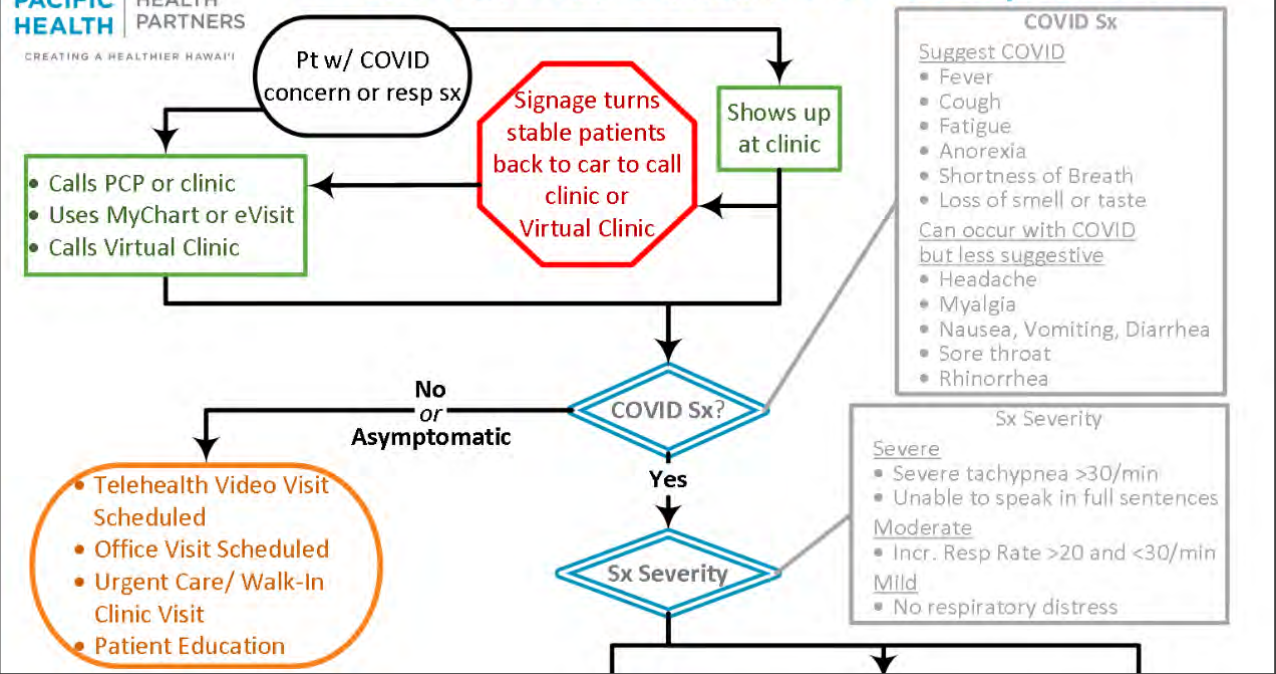 PACIFIC HEALTH
HEALTH PARTNERS
CREATING A HEALTHIER HAWAI'I
Pt w/ COVID
concern or resp sx
Signage turns
stable patients
back to car to call
clinic or
Virtual Clinic
Shows up
at clinic
• Calls PCP or clinic
• Uses MyChart or eVisit
• Calls Virtual Clinic
COVID Sx
Suggest COVID
• Fever
• Cough
• Fatigue
• Anorexia
• Shortness of Breath
• Loss of smell or taste
Can occur with COVID
but less suggestive
• Headache
• Myalgia
• Nausea, Vomiting, Diarrhea
• Sore throat
• Rhinorrhea
COVID Sx?
No
or
Asymptomatic
Yes
• Telehealth Video Visit
Scheduled
• Office Visit Scheduled
• Urgent Care/ Walk-In
Clinic Visit
• Patient Education
Sx Severity
Sx Severity
Severe
• Severe tachypnea >30/min
• Unable to speak in full sentences
Moderate
• Incr. Resp Rate >20 and <30/min
Mild
• No respiratory distress